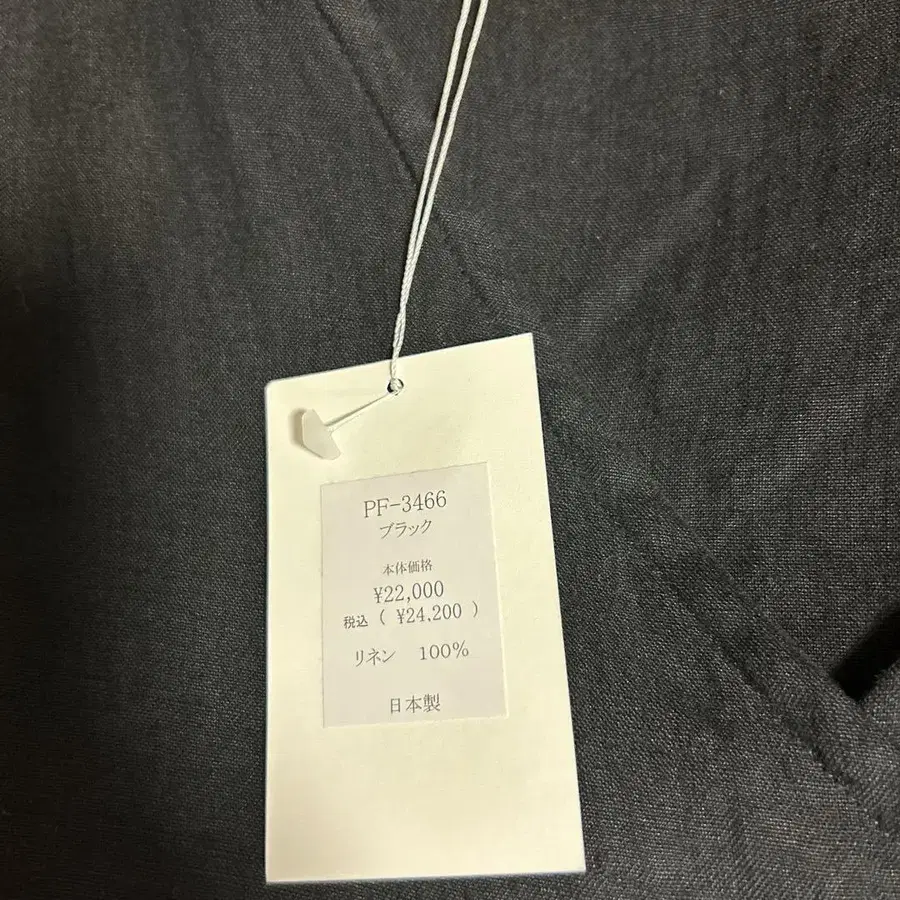 PF-3466
ブラック
本体価格
¥22,000
税込 ( ¥24,200 )
リネン 100%
日本製